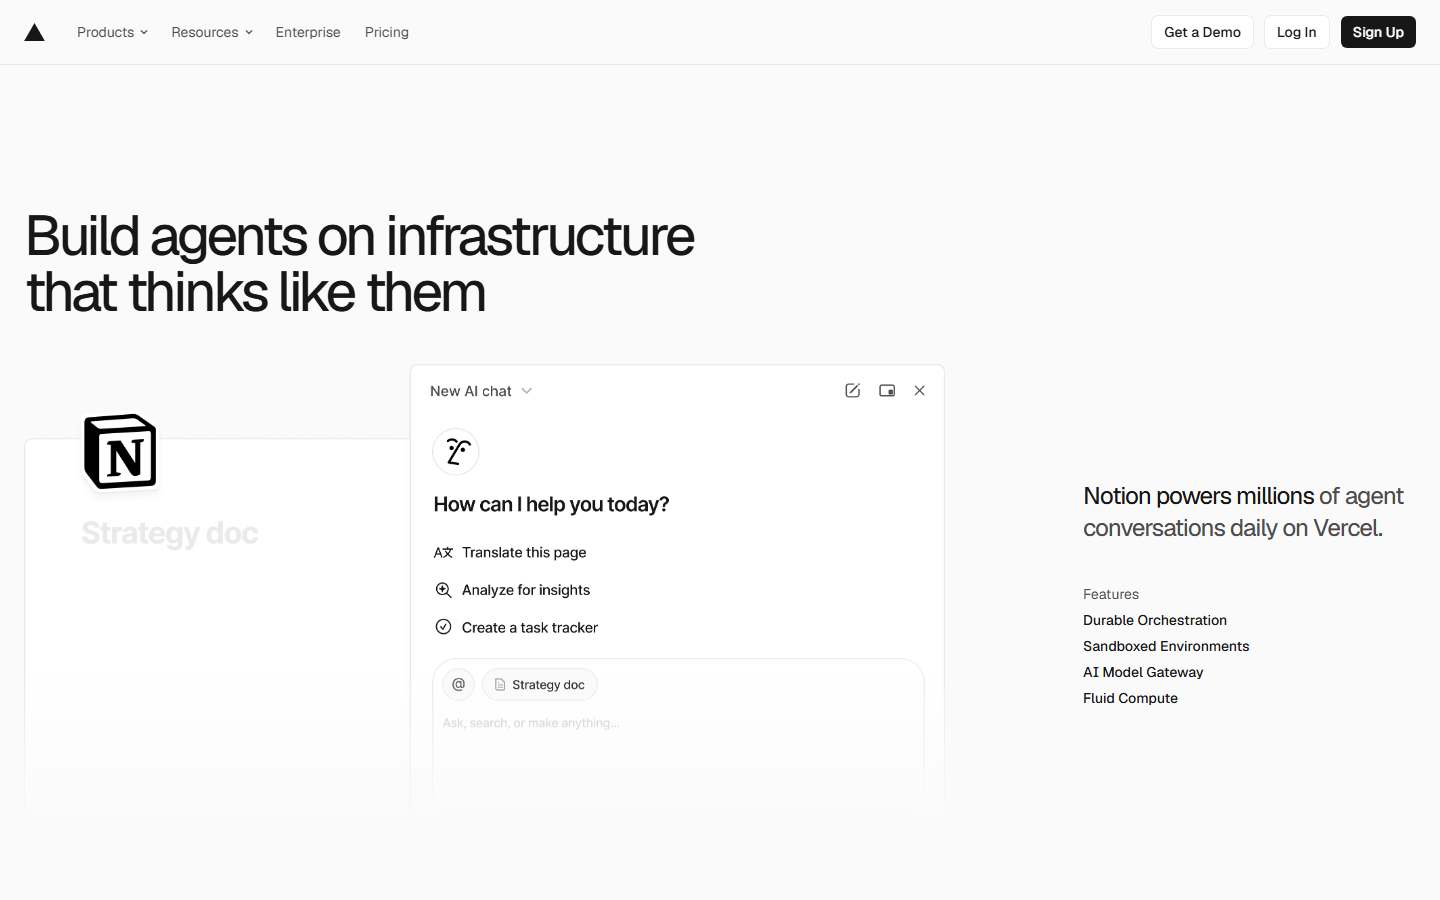 Products
Resources
Enterprise
Pricing
Get a Demo
Log In
Sign Up
Build agents on infrastructure
that thinks like them
New AI chat
N
Strategy doc
How can I help you today?
A文 Translate this page
Analyze for insights
Create a task tracker
@
Strategy doc
Ask, search, or make anything...
Notion powers millions of agent
conversations daily on Vercel.
Features
Durable Orchestration
Sandboxed Environments
AI Model Gateway
Fluid Compute